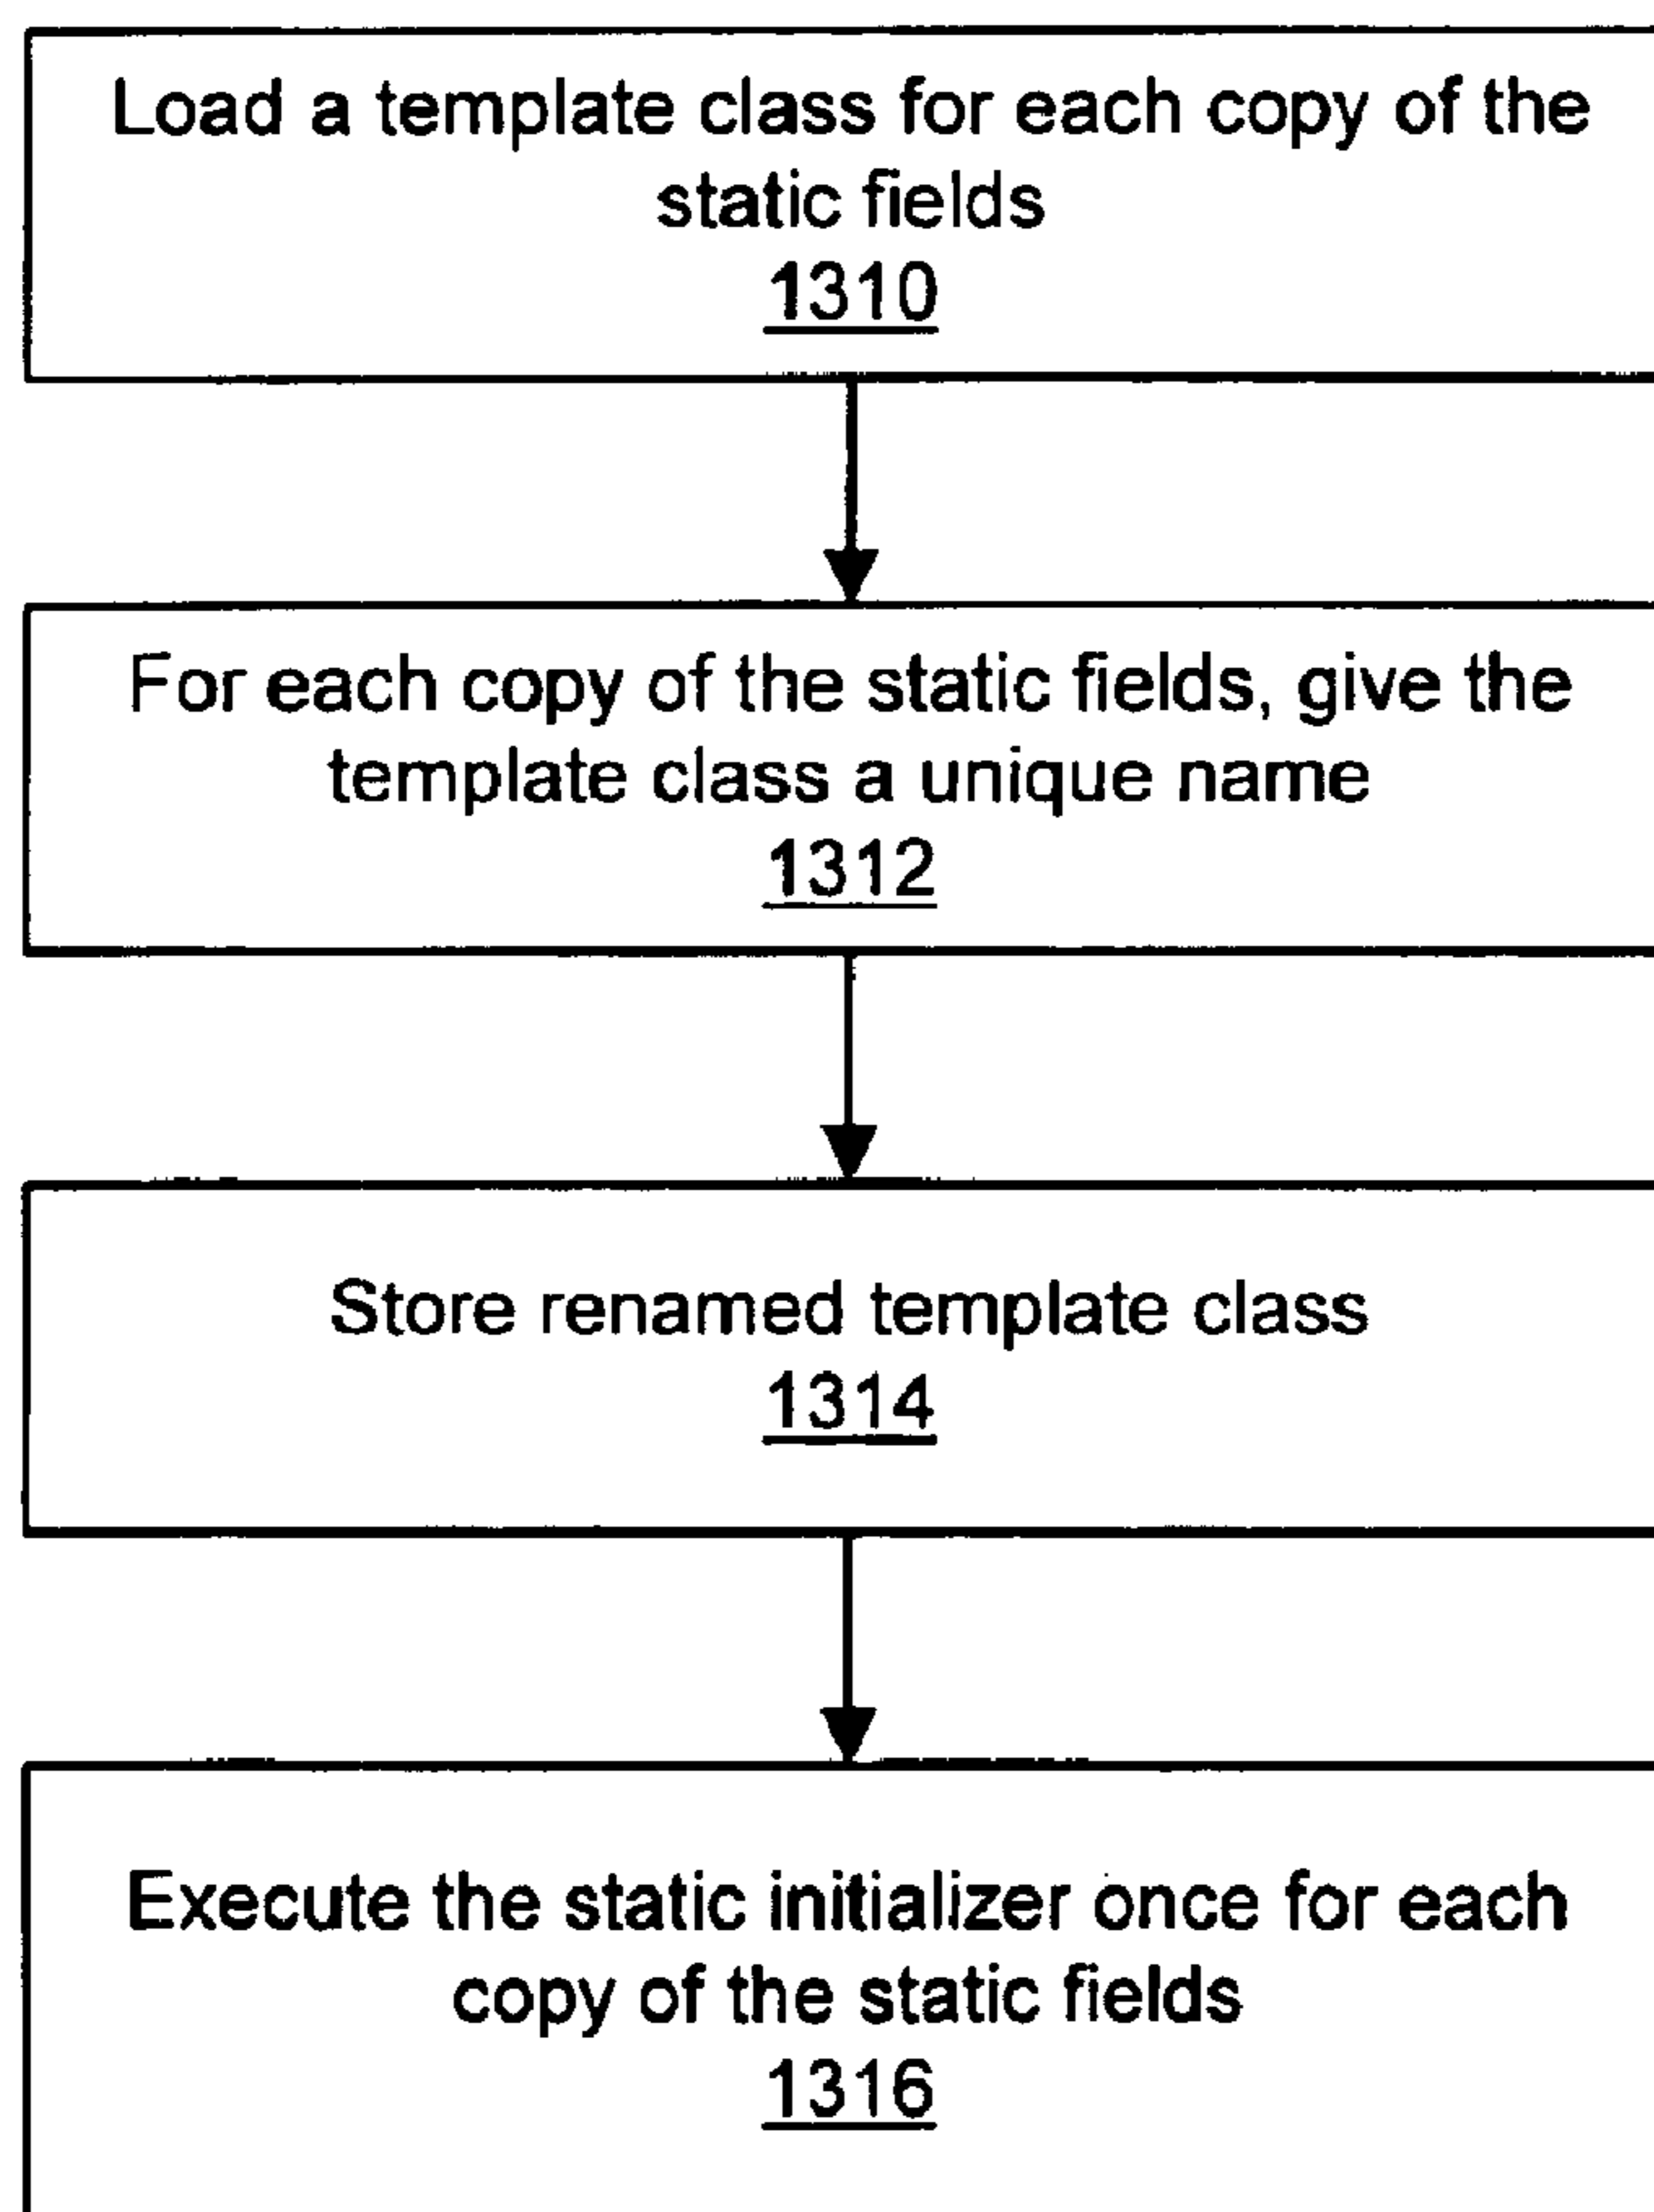 Load a template class for each copy of the
static fields
1310
For each copy of the static fields, give the
template class a unique name
1312
Store renamed template class
1314
Execute the static initializer once for each
copy of the static fields
1316